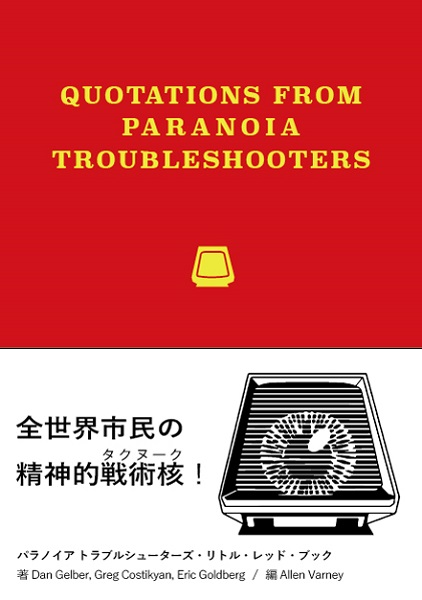 QUOTATIONS FROM
PARANOIA
TROUBLESHOOTERS
全世界市民の
タクヌーク
精神的戦術核！
パラノイア トラブルシューターズ・リトル・レッド・ブック
著 Dan Gelber, Greg Costikyan, Eric Goldberg / 編 Allen Varney